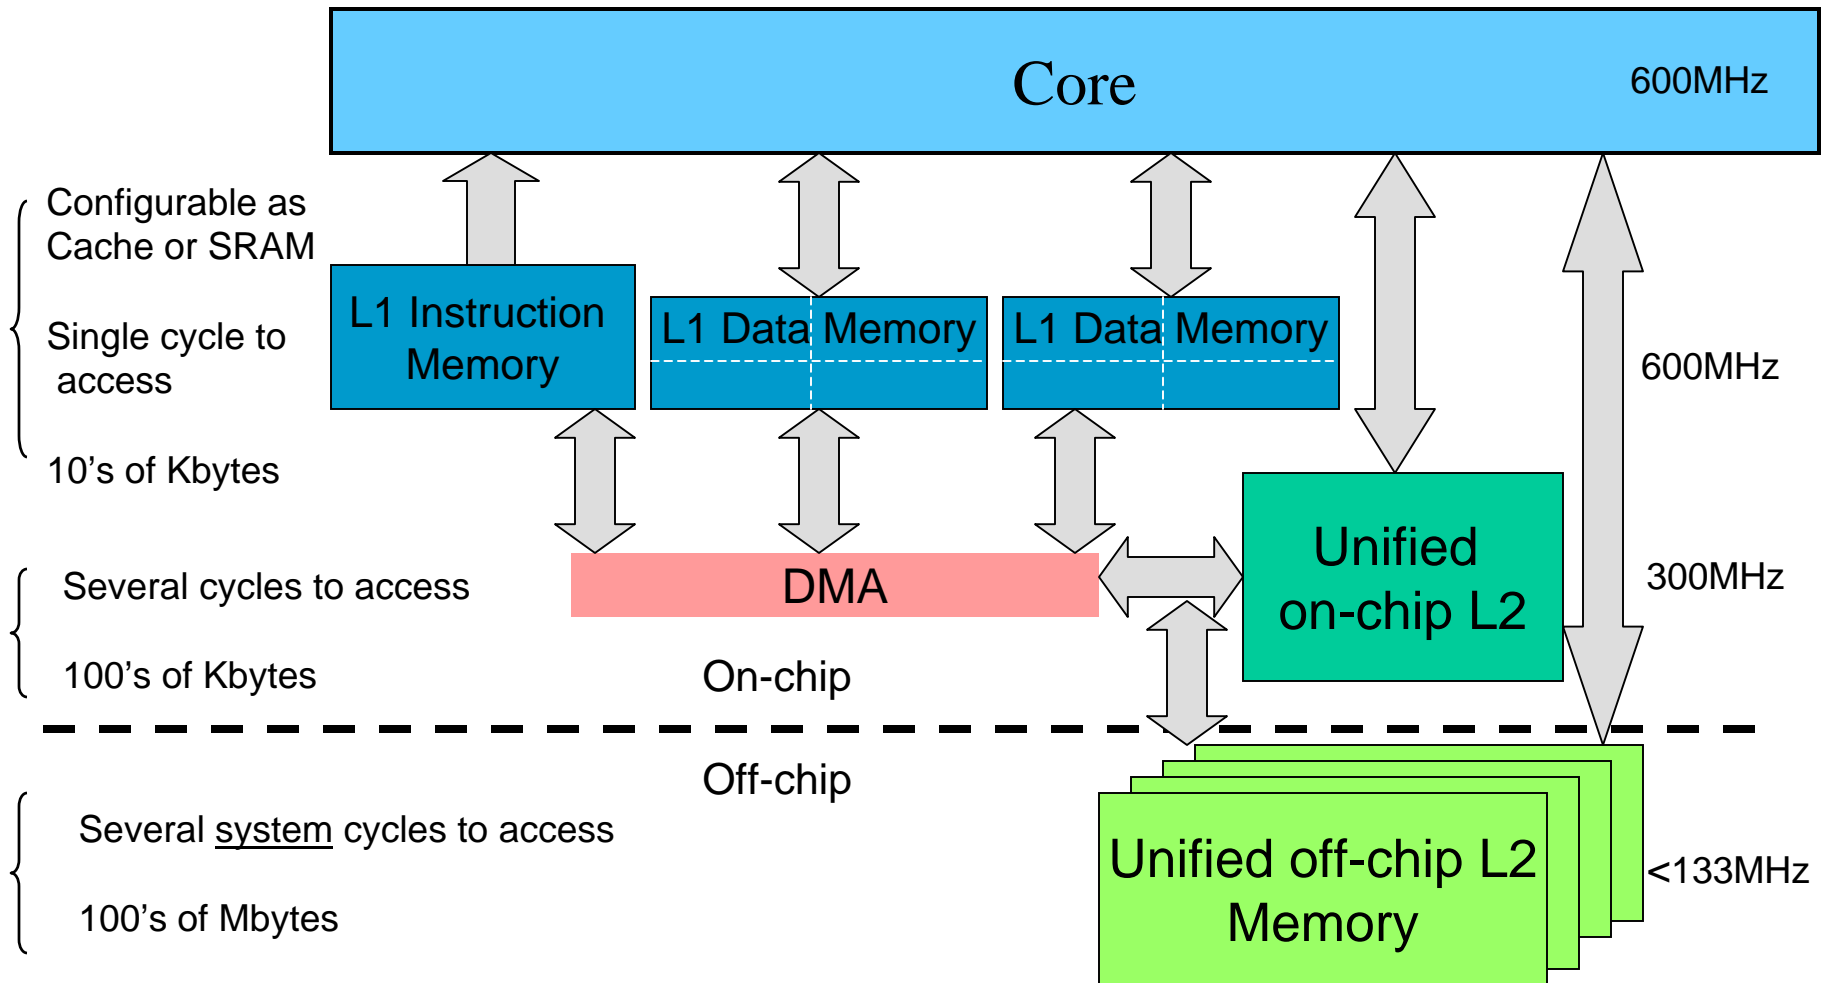 Core
600MHz
Configurable as
Cache or SRAM
Single cycle to
access
10's of Kbytes
L1 Instruction
Memory
L1 Data Memory
L1 Data Memory
600MHz
Several cycles to access
100's of Kbytes
DMA
Unified
on-chip L2
300MHz
On-chip
Off-chip
Several system cycles to access
100's of Mbytes
Unified off-chip L2
Memory
<133MHz